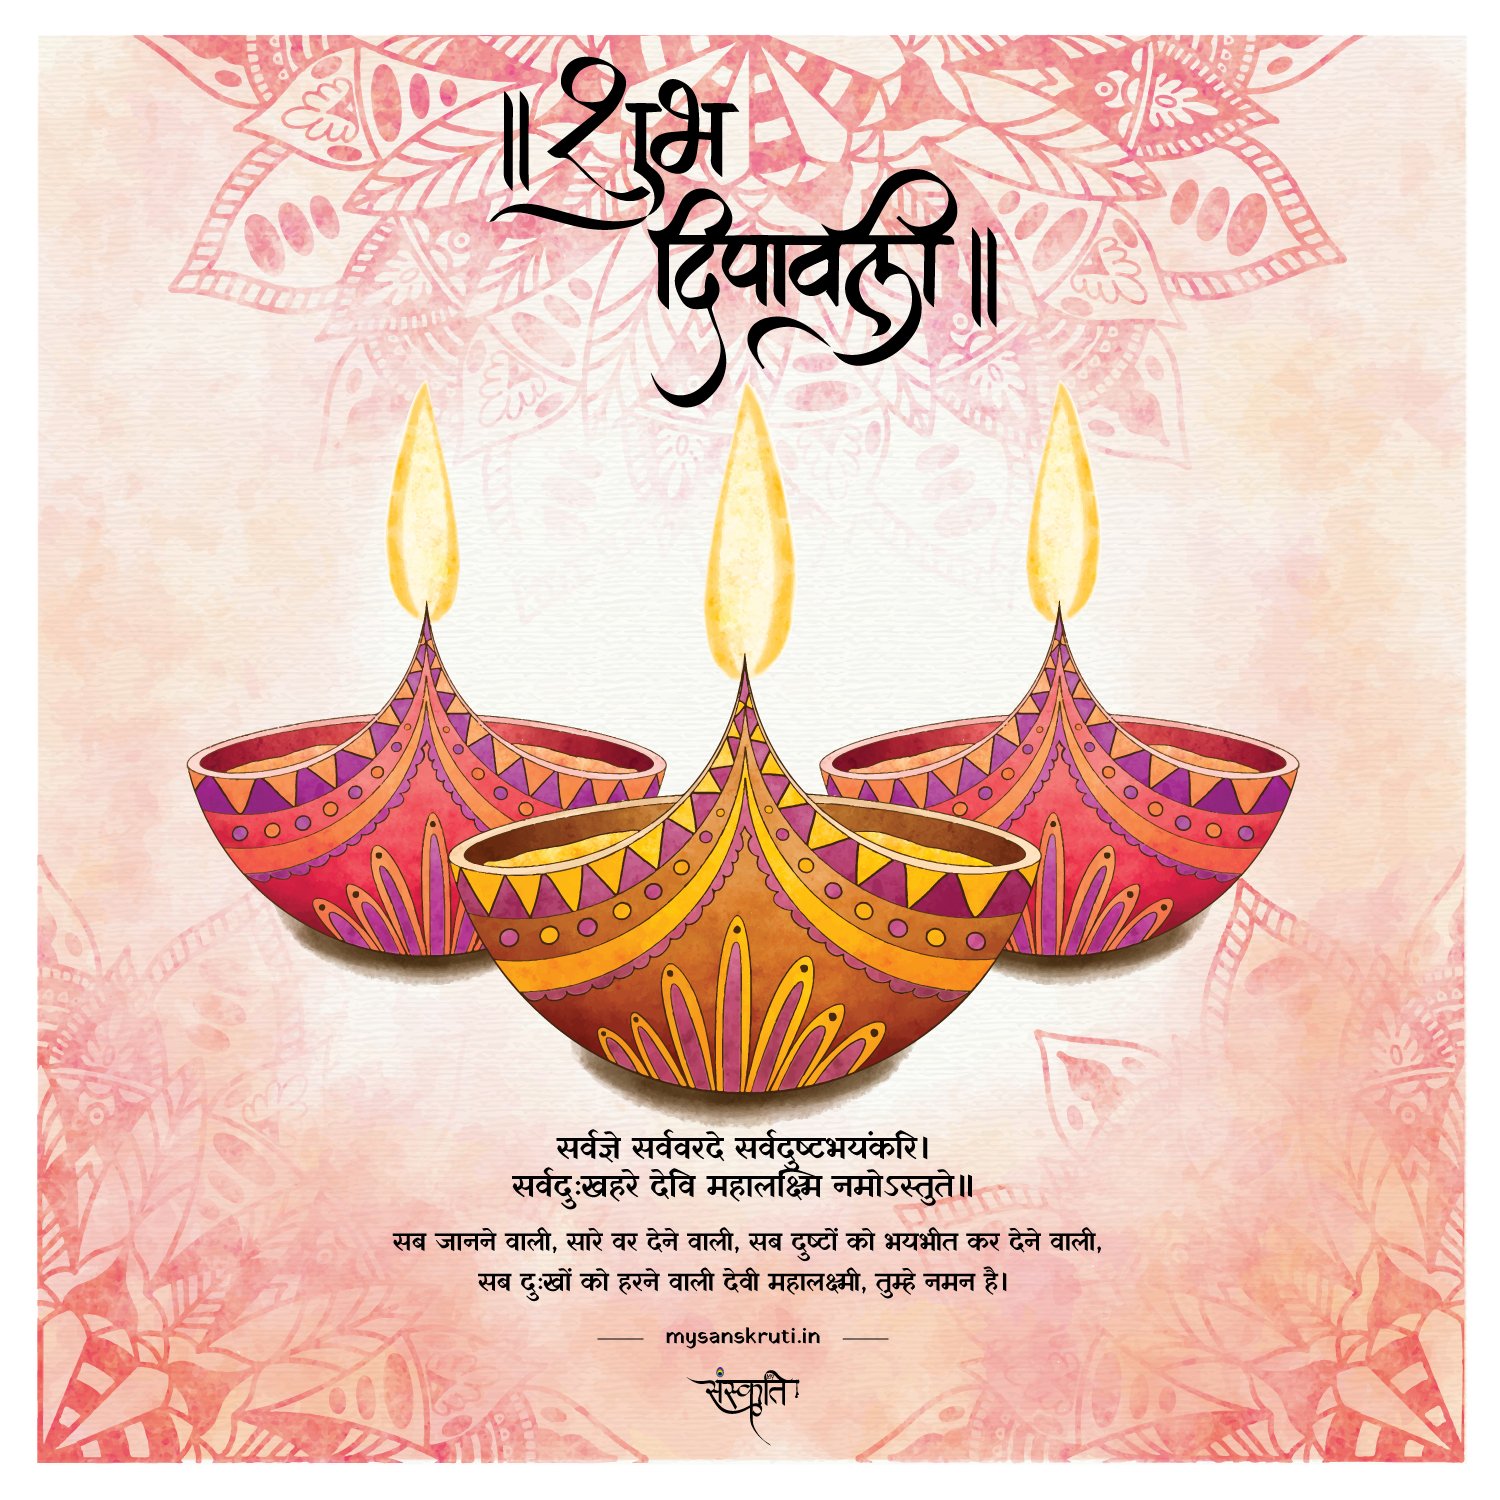 ॥ शुभ
दिपावली ॥
सर्वज्ञे सर्ववरदे सर्वदुष्टभयंकरि।
सर्वदुःखहरे देवि महालक्ष्मि नमोऽस्तुते॥
सब जानने वाली, सारे वर देने वाली, सब दुष्टों को भयभीत कर देने वाली,
सब दुःखों को हरने वाली देवी महालक्ष्मी, तुम्हे नमन है।
mysanskruti.in
संस्कृति